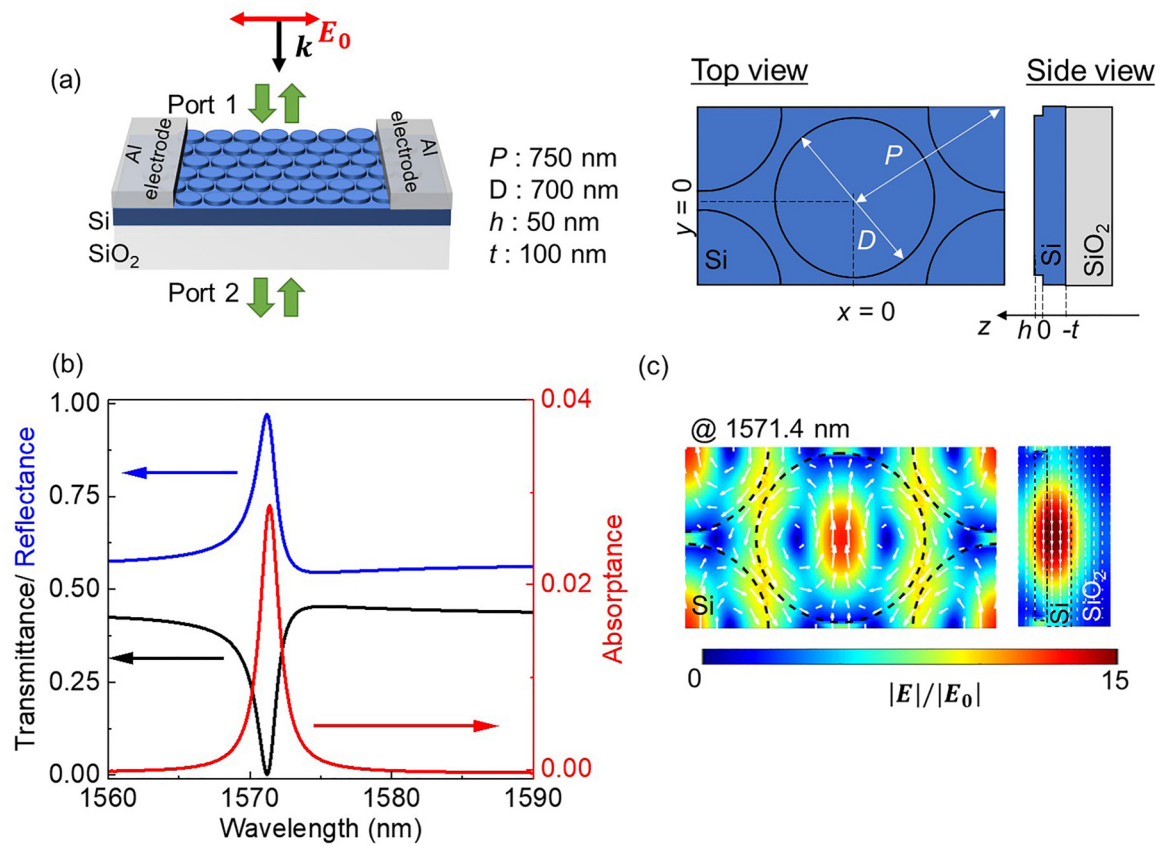 E₀
k
(a)
Port 1
Al
electrode
Al
electrode
Si
SiO₂
Port 2
P : 750 nm
D : 700 nm
h : 50 nm
t : 100 nm
Top view
P
D
y = 0
Si
x = 0
Side view
Si
SiO₂
z
h 0 -t
(b)
Transmittance/ Reflectance
1.00
0.75
0.50
0.25
0.00
0.04
0.02
0.00
Absorptance
1560
1570
1580
1590
Wavelength (nm)
(c)
@ 1571.4 nm
Si
Si
SiO₂
0
15
|E|/|E₀|